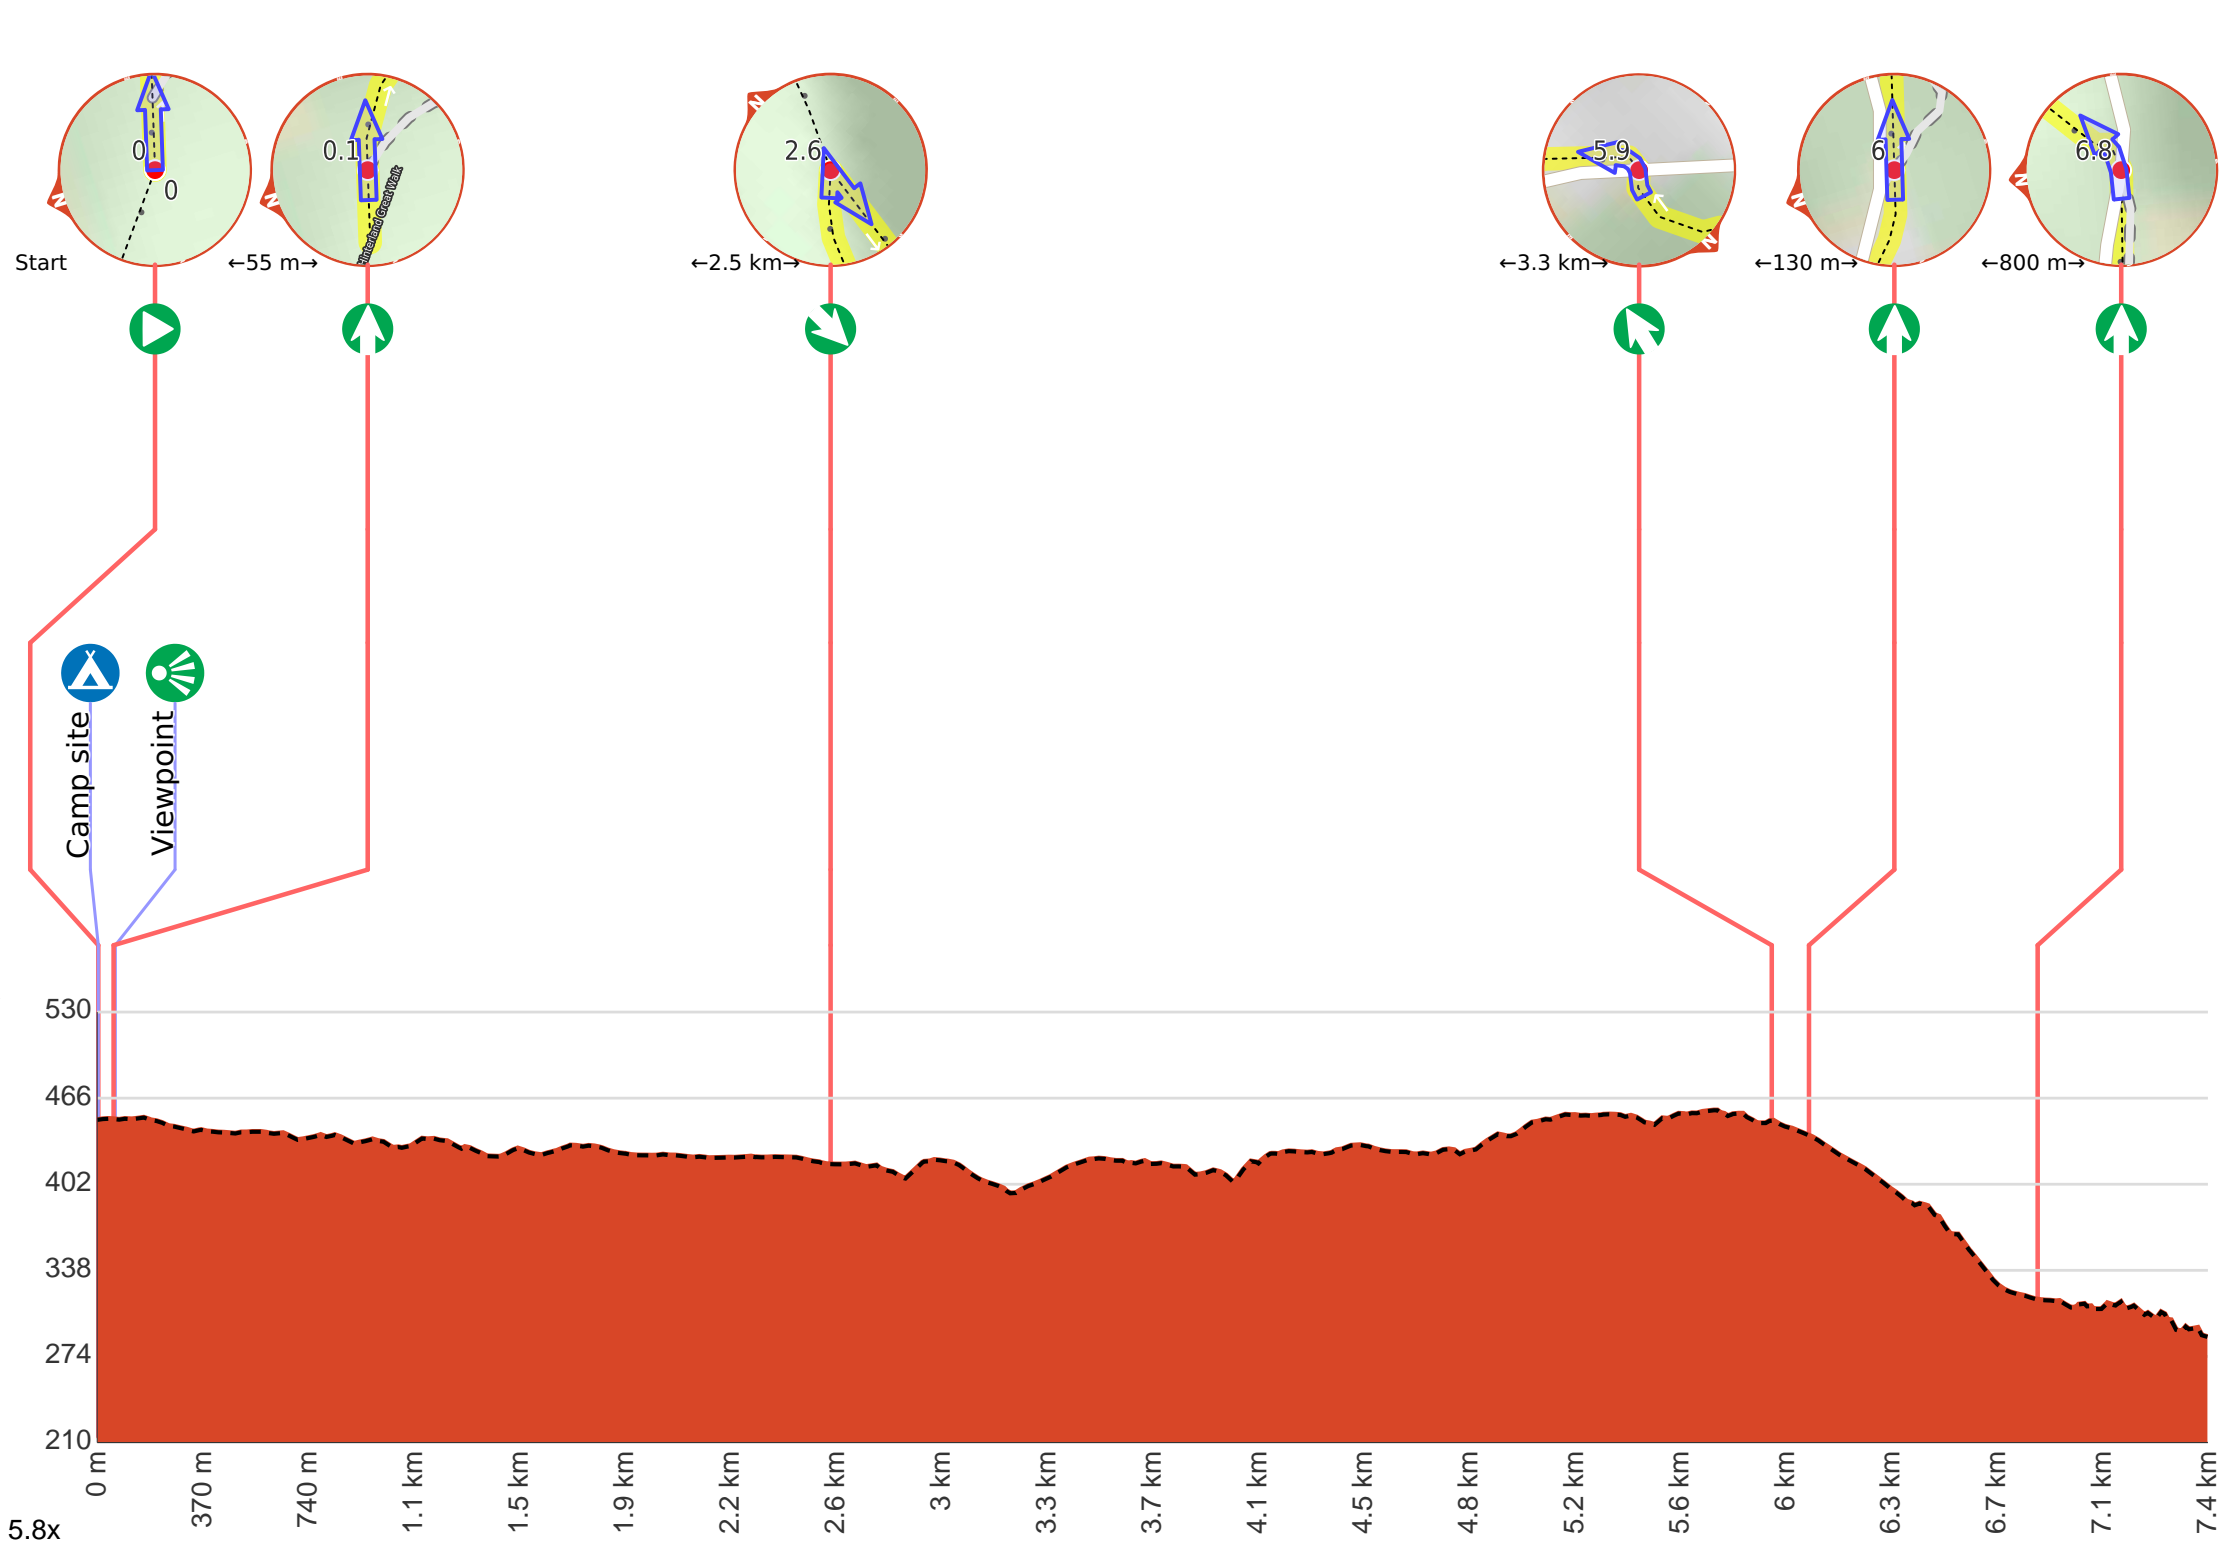 0
0
N
Start
0.1
Hinterland Great Walk
N
←55 m→
2.6
N
←2.5 km→
5.9
N
←3.3 km→
6
N
←130 m→
6.8
N
←800 m→
Camp site
Viewpoint
530
466
402
338
274
210
0 m
370 m
740 m
1.1 km
1.5 km
1.9 km
2.2 km
2.6 km
3 km
3.3 km
3.7 km
4.1 km
4.5 km
4.8 km
5.2 km
5.6 km
6 km
6.3 km
6.7 km
7.1 km
7.4 km
5.8x